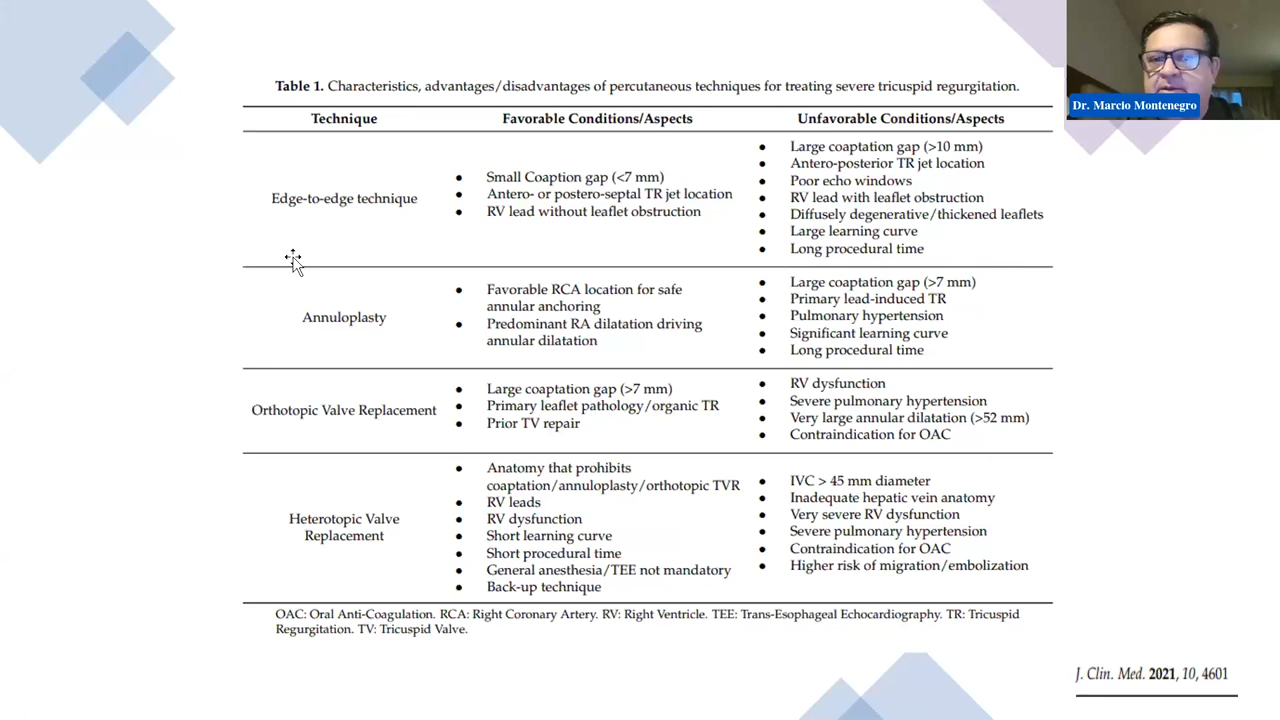 Dr. Marcio Montenegro
Table 1. Characteristics, advantages/disadvantages of percutaneous techniques for treating severe tricuspid regurgitation.
Technique Favorable Conditions/Aspects Unfavorable Conditions/Aspects
Edge-to-edge technique
• Small Coaption gap (<7 mm)
• Antero- or postero-septal TR jet location
• RV lead without leaflet obstruction
• Large coaptation gap (>10 mm)
• Antero-posterior TR jet location
• Poor echo windows
• RV lead with leaflet obstruction
• Diffusely degenerative/thickened leaflets
• Large learning curve
• Long procedural time
Annuloplasty
• Favorable RCA location for safe
annular anchoring
• Predominant RA dilatation driving
annular dilatation
• Large coaptation gap (>7 mm)
• Primary lead-induced TR
• Pulmonary hypertension
• Significant learning curve
• Long procedural time
Orthotopic Valve Replacement
• Large coaptation gap (>7 mm)
• Primary leaflet pathology/organic TR
• Prior TV repair
• RV dysfunction
• Severe pulmonary hypertension
• Very large annular dilatation (>52 mm)
• Contraindication for OAC
Heterotopic Valve
Replacement
• Anatomy that prohibits
coaptation/annuloplasty/orthotopic TVR
• RV leads
• RV dysfunction
• Short learning curve
• Short procedural time
• General anesthesia/TEE not mandatory
• Back-up technique
• IVC > 45 mm diameter
• Inadequate hepatic vein anatomy
• Very severe RV dysfunction
• Severe pulmonary hypertension
• Contraindication for OAC
• Higher risk of migration/embolization
OAC: Oral Anti-Coagulation. RCA: Right Coronary Artery. RV: Right Ventricle. TEE: Trans-Esophageal Echocardiography. TR: Tricuspid
Regurgitation. TV: Tricuspid Valve.
J. Clin. Med. 2021, 10, 4601